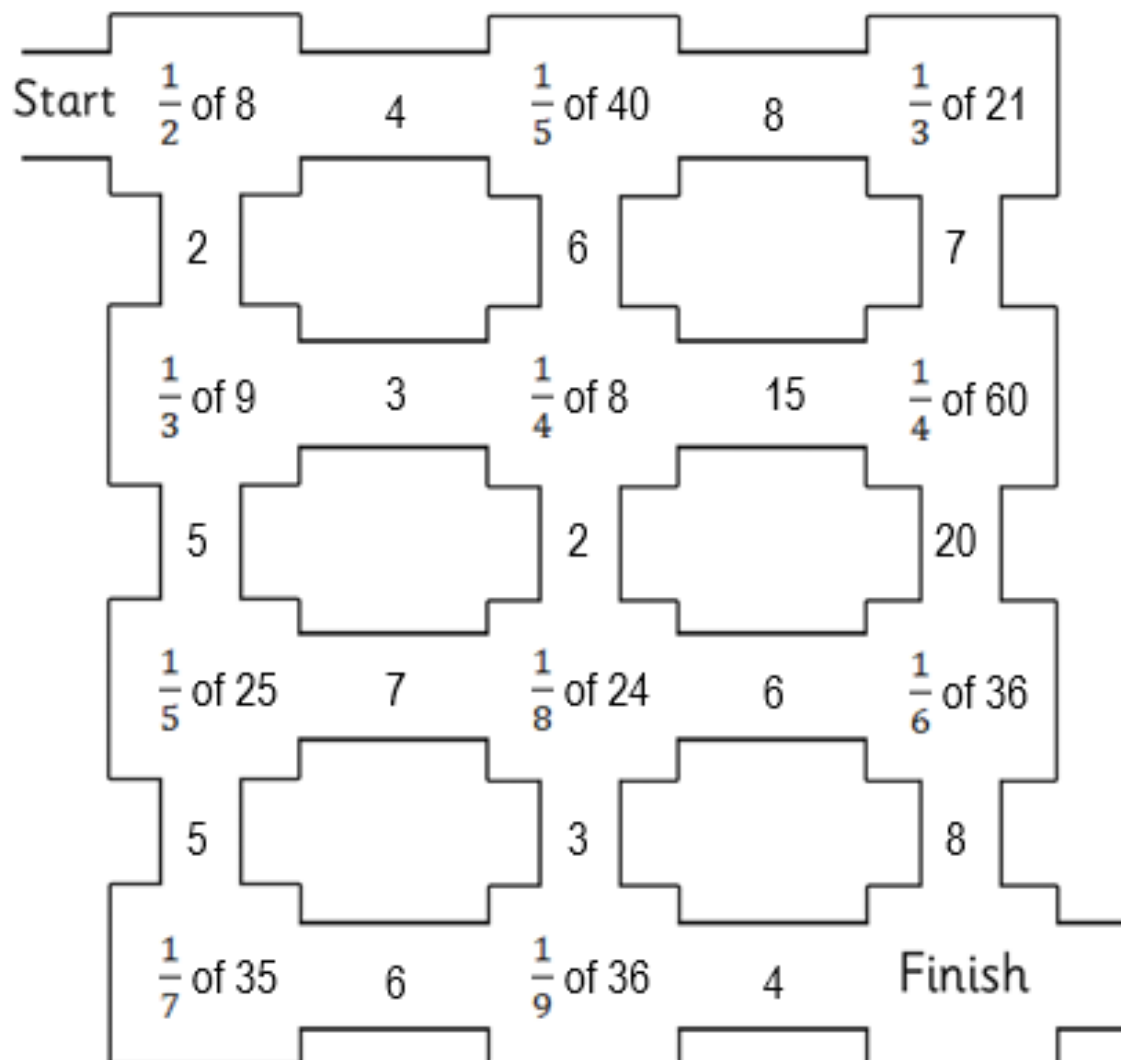 Start 1/2 of 8 4 1/5 of 40 8 1/3 of 21
2 6 7
1/3 of 9 3 1/4 of 8 15 1/4 of 60
5 2 20
1/5 of 25 7 1/8 of 24 6 1/6 of 36
5 3 8
1/7 of 35 6 1/9 of 36 4 Finish